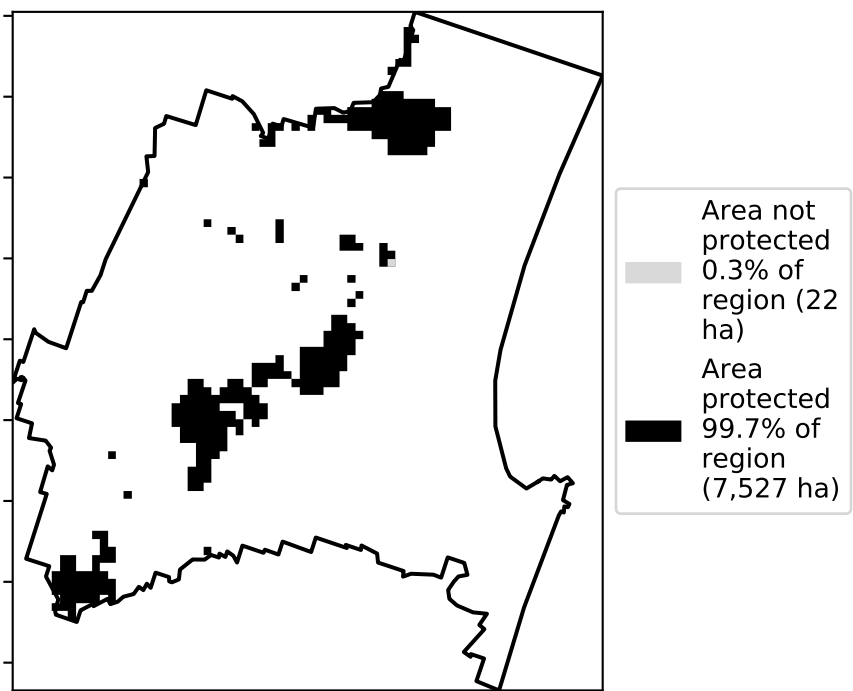 Area not
protected
0.3% of
region (22
ha)
Area
protected
99.7% of
region
(7,527 ha)